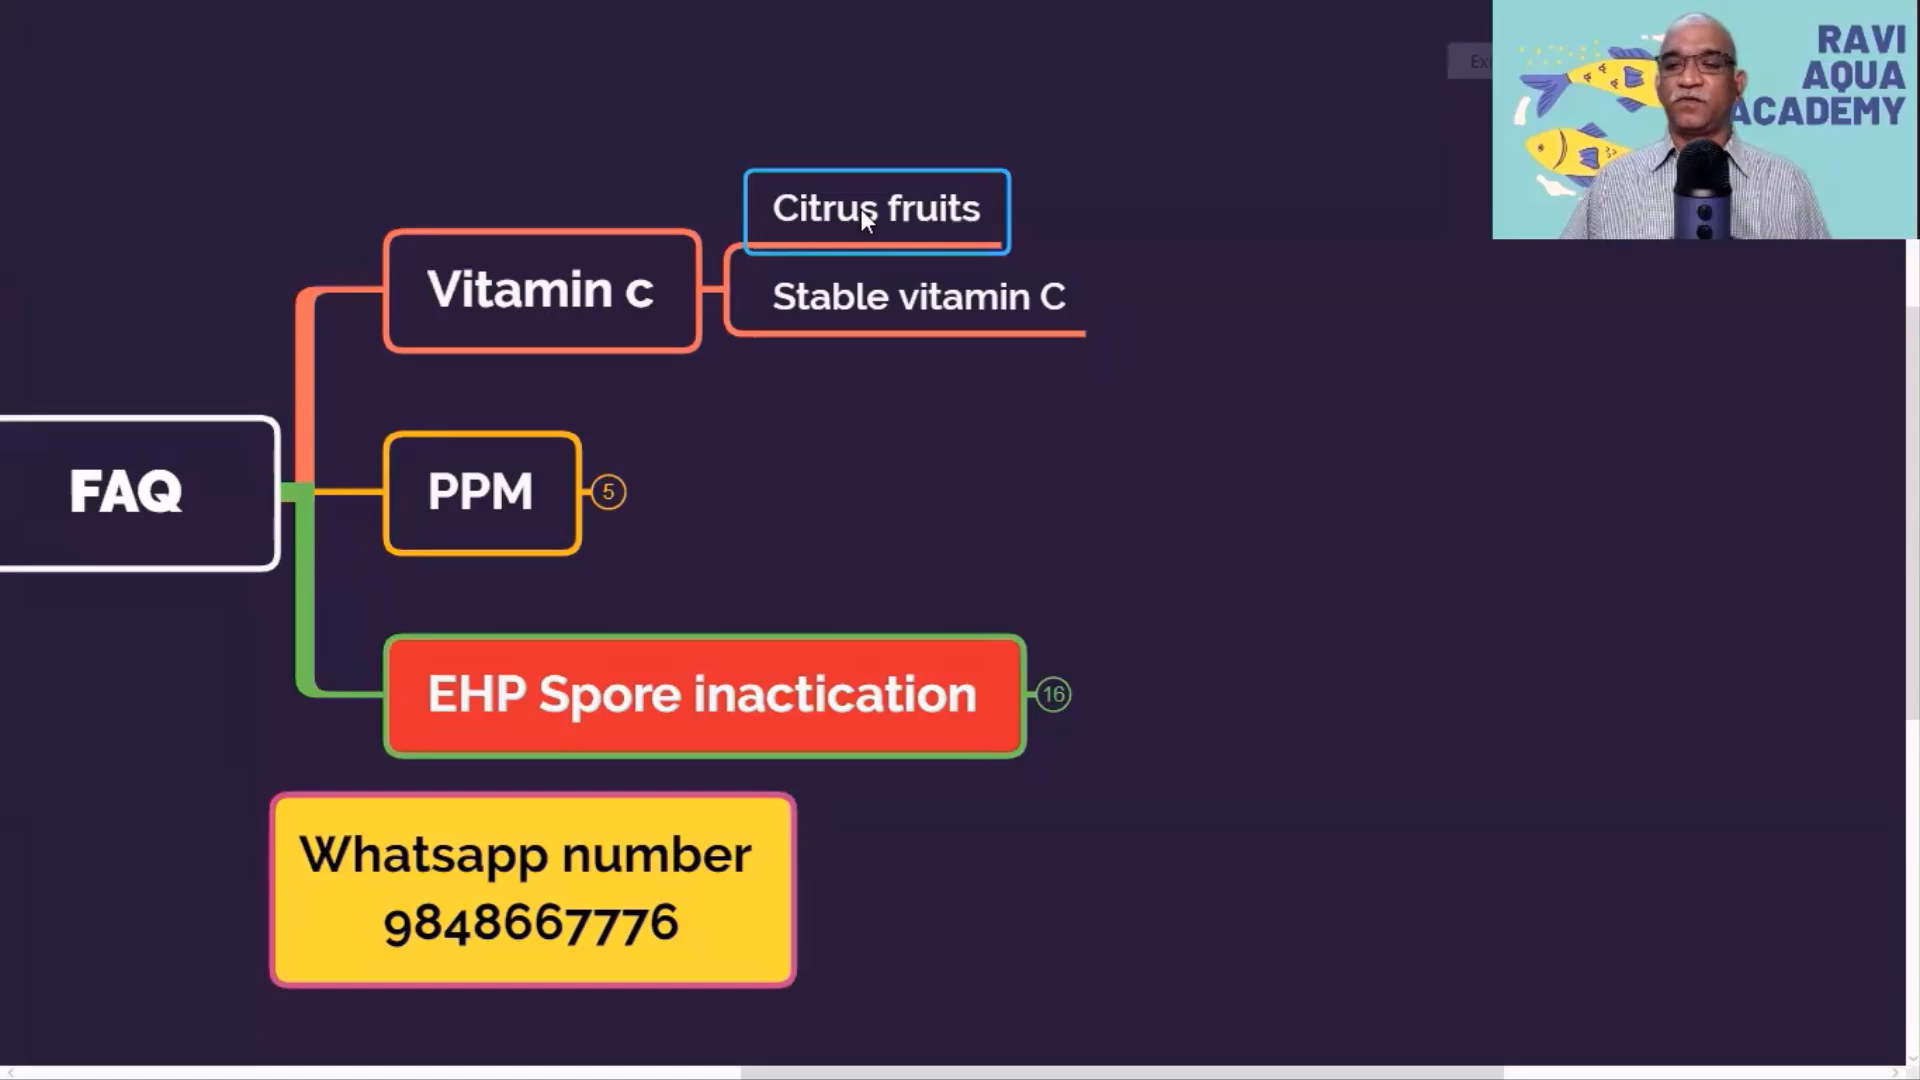 RAVI
AQUA
ACADEMY
Citrus fruits
Vitamin c
Stable vitamin C
FAQ
PPM
5
EHP Spore inactication
16
Whatsapp number
9848667776